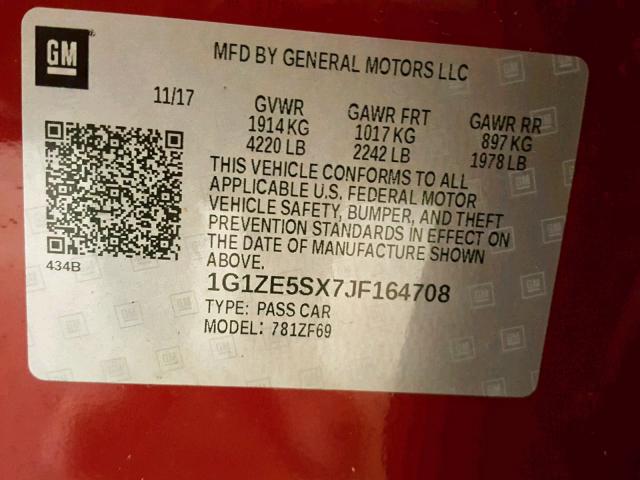 GM
MFD BY GENERAL MOTORS LLC
11/17
GVWR GAWR FRT GAWR RR
1914 KG 1017 KG 897 KG
4220 LB 2242 LB 1978 LB
THIS VEHICLE CONFORMS TO ALL
APPLICABLE U.S. FEDERAL MOTOR
VEHICLE SAFETY, BUMPER, AND THEFT
PREVENTION STANDARDS IN EFFECT ON
THE DATE OF MANUFACTURE SHOWN
ABOVE.
434B
1G1ZE5SX7JF164708
TYPE: PASS CAR
MODEL: 781ZF69